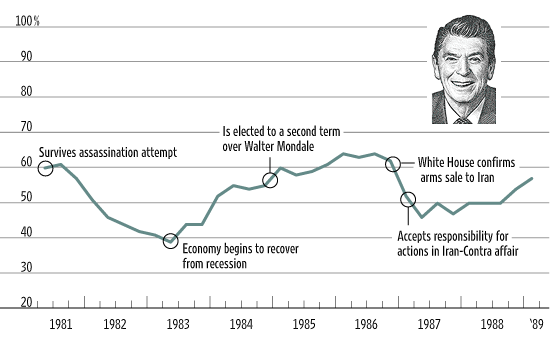 100%
90
80
70
60
50
40
30
20
Is elected to a second term
over Walter Mondale
Survives assassination attempt
White House confirms
arms sale to Iran
Accepts responsibility for
actions in Iran-Contra affair
Economy begins to recover
from recession
1981 1982 1983 1984 1985 1986 1987 1988 '89